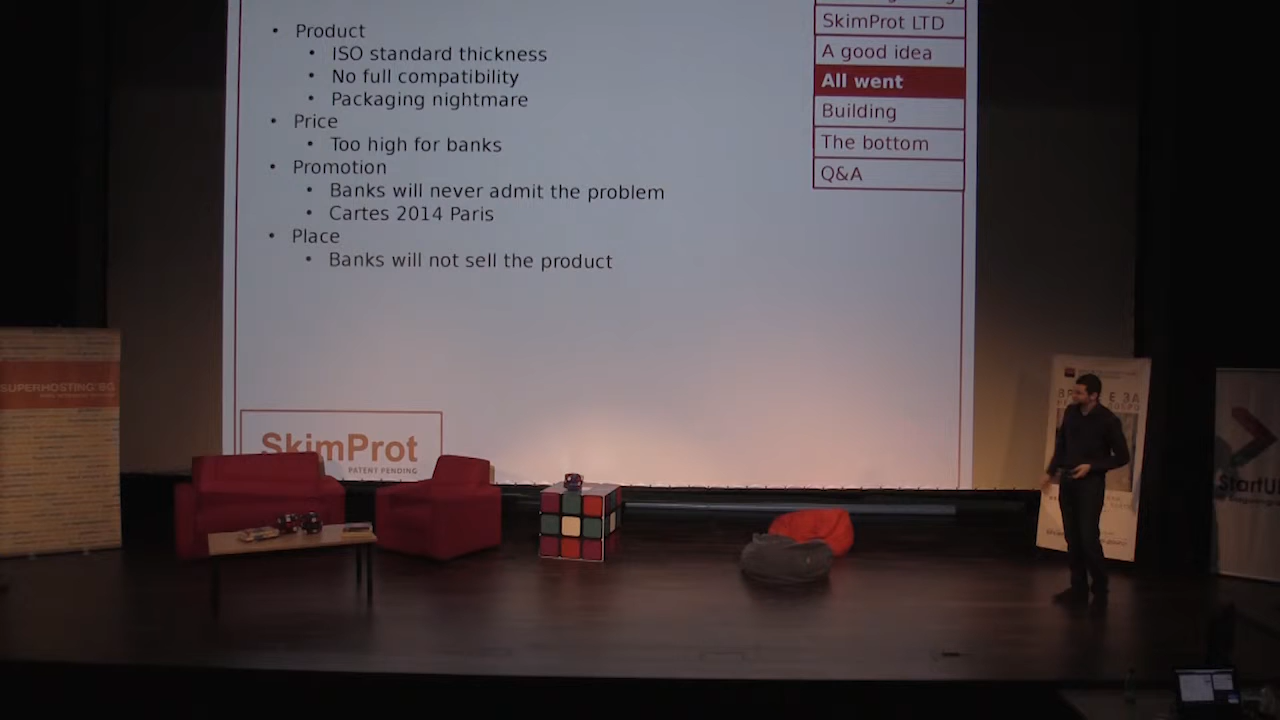 • Product
• ISO standard thickness
• No full compatibility
• Packaging nightmare
• Price
• Too high for banks
• Promotion
• Banks will never admit the problem
• Cartes 2014 Paris
• Place
• Banks will not sell the product
SkimProt LTD
A good idea
All went
Building
The bottom
Q&A
SkimProt
PATENT PENDING
SUPERHOSTING.BG
StartU